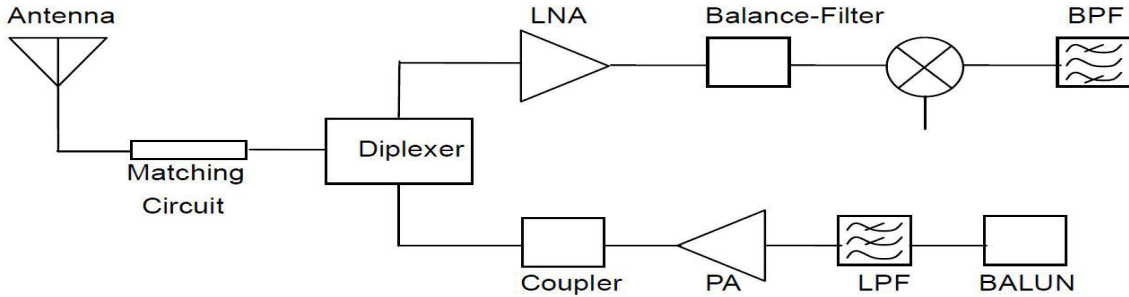 Antenna
LNA
Balance-Filter
BPF
Diplexer
Matching
Circuit
Coupler
PA
LPF
BALUN